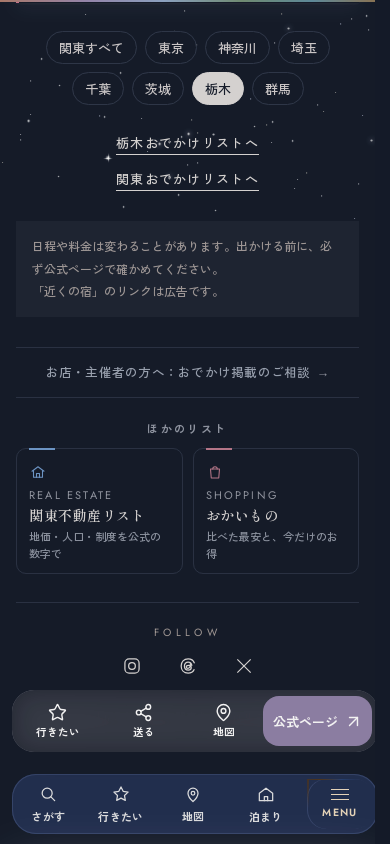 関東すべて 東京 神奈川 埼玉
千葉 茨城 栃木 群馬
栃木おでかけリストへ
関東おでかけリストへ
日程や料金は変わることがあります。出かける前に、必
ず公式ページで確かめてください。
「近くの宿」のリンクは広告です。
お店・主催者の方へ：おでかけ掲載のご相談 →
ほかのリスト
REAL ESTATE
関東不動産リスト
地価・人口・制度を公式の
数字で
SHOPPING
おかいもの
比べた最安と、今だけのお
得
FOLLOW
行きたい 送る 地図 公式ページ
さがす 行きたい 地図 泊まり MENU